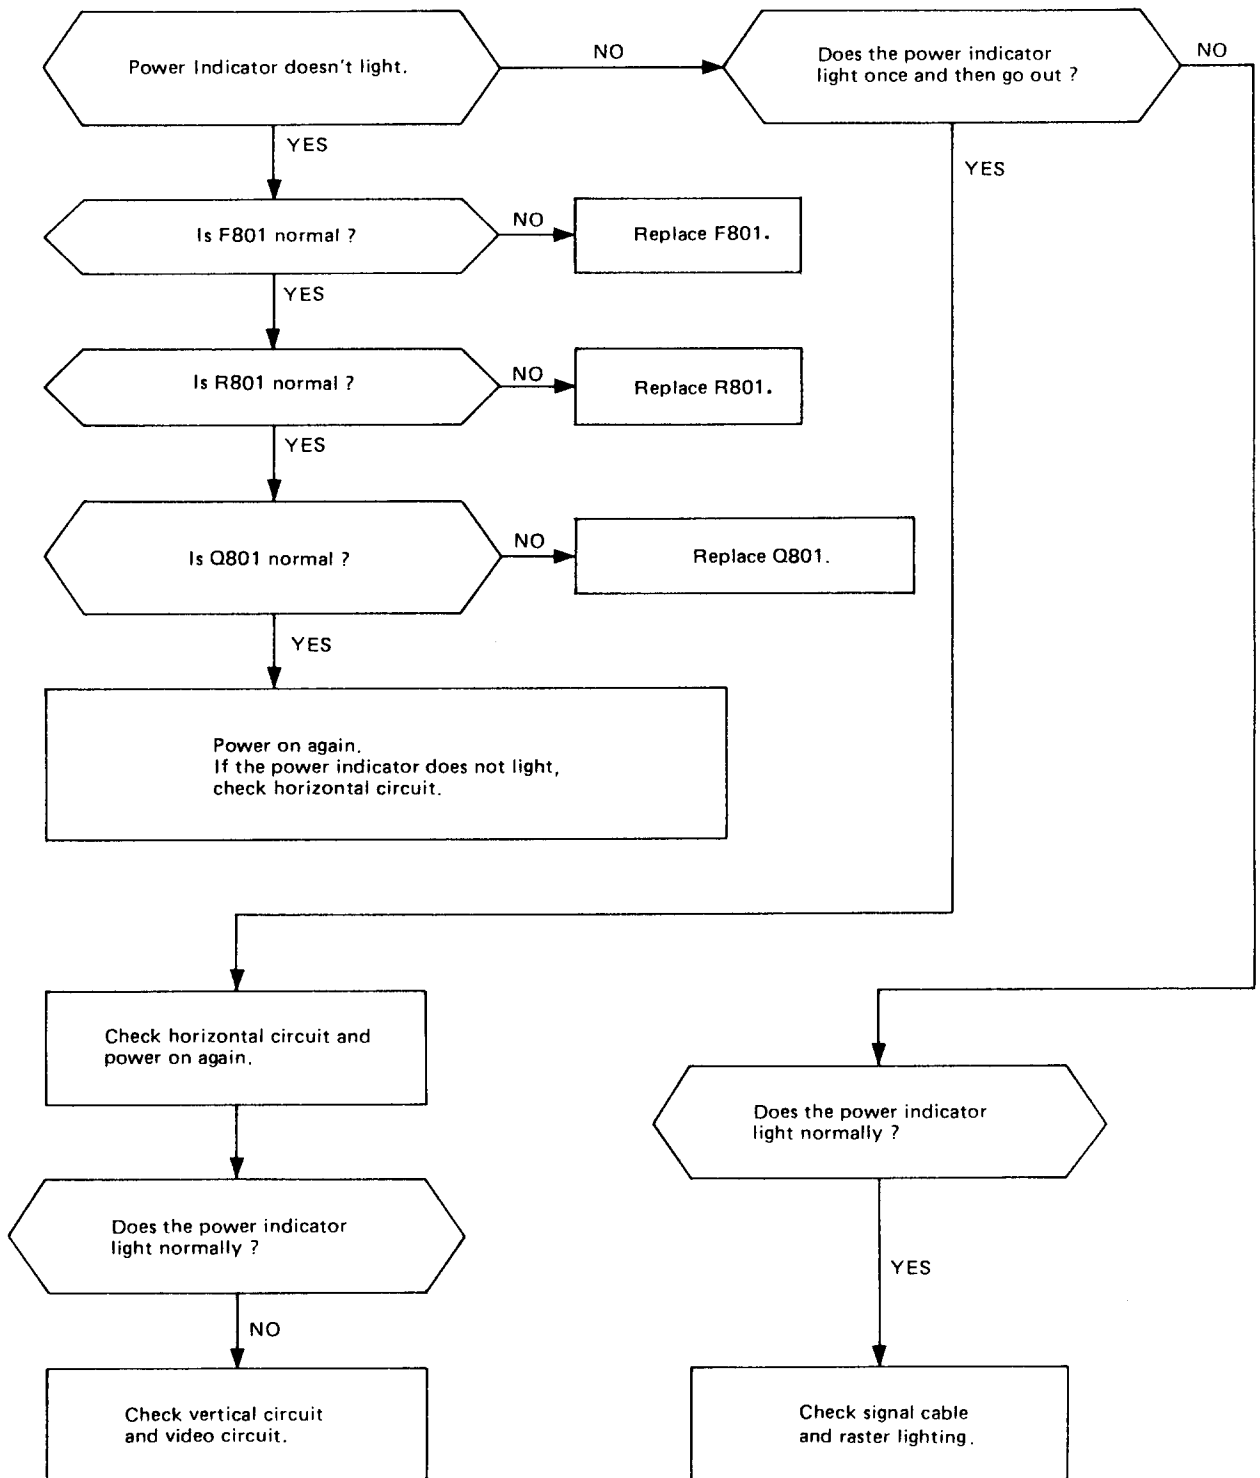 Power Indicator doesn't light.
NO
Does the power indicator
light once and then go out ?
NO
YES
YES
Is F801 normal ?
NO
Replace F801.
YES
Is R801 normal ?
NO
Replace R801.
YES
Is Q801 normal ?
NO
Replace Q801.
YES
Power on again.
If the power indicator does not light,
check horizontal circuit.
Check horizontal circuit and
power on again.
Does the power indicator
light normally ?
Does the power indicator
light normally ?
YES
NO
Check vertical circuit
and video circuit.
Check signal cable
and raster lighting.